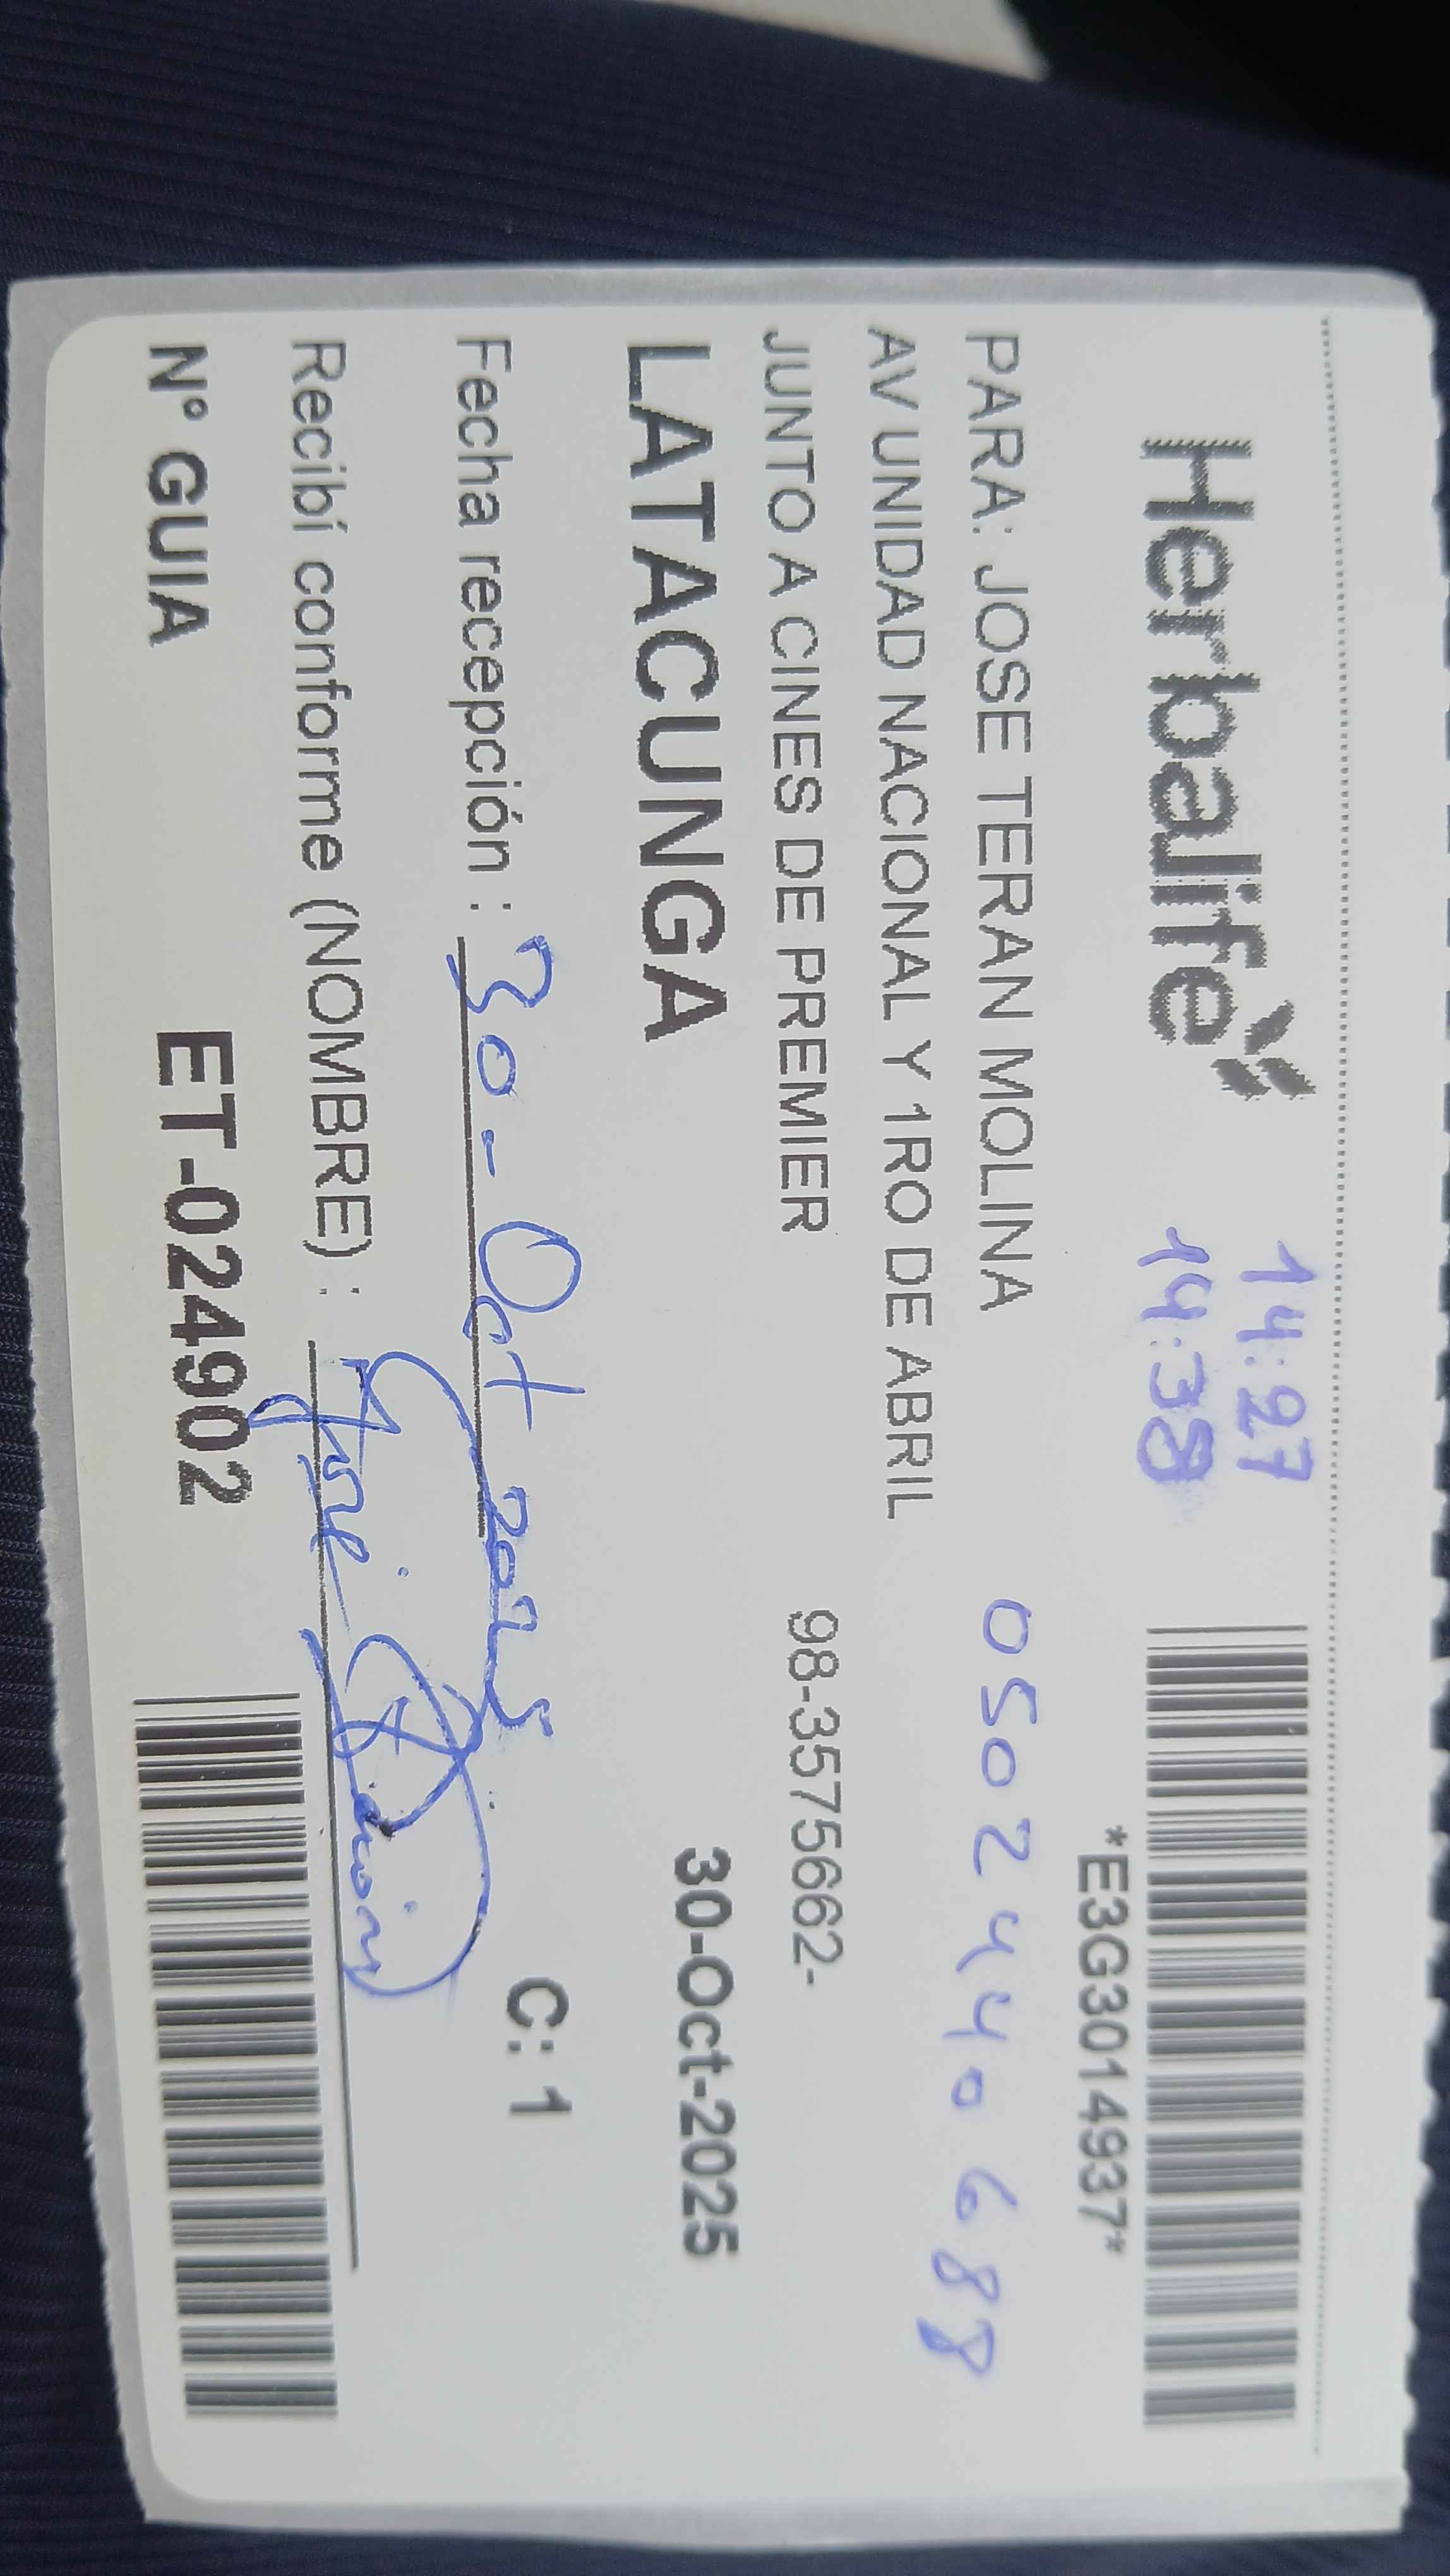 Herbalife
14:27
14:38
*E3G3014937*
PARA: JOSE TERAN MOLINA
0502440688
AV UNIDAD NACIONAL Y 1RO DE ABRIL
JUNTO A CINES DE PREMIER
98-3575662-
LATACUNGA
30-Oct-2025
Fecha recepción : 30-Oct 2025
C: 1
Recibí conforme (NOMBRE) : José
N° GUIA ET-024902